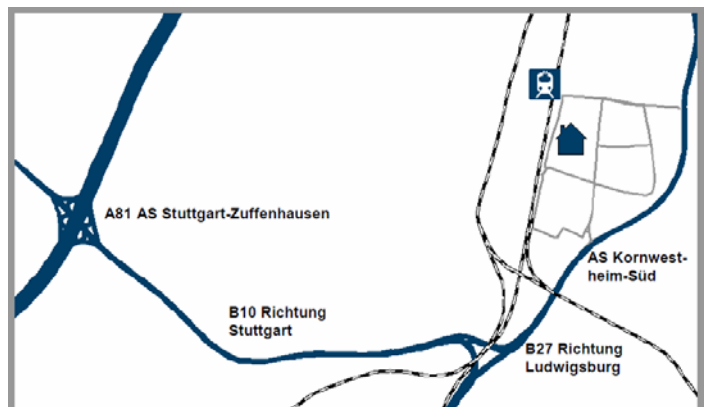 A81 AS Stuttgart-Zuffenhausen
AS Kornwest-
heim-Süd
B10 Richtung
Stuttgart
B27 Richtung
Ludwigsburg